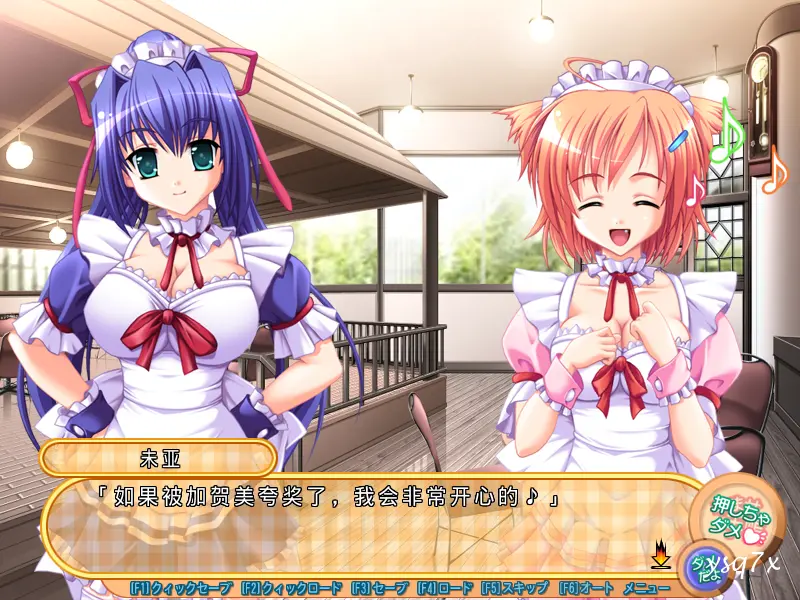 未亚
「如果被加贺美夸奖了，我会非常开心的♪」
押しちゃ
ダメ
ysq7x
[F1]クィックセーブ [F2]クィックロード [F3]セーブ [F4]ロード [F5]スキップ [F6]オート メニュー